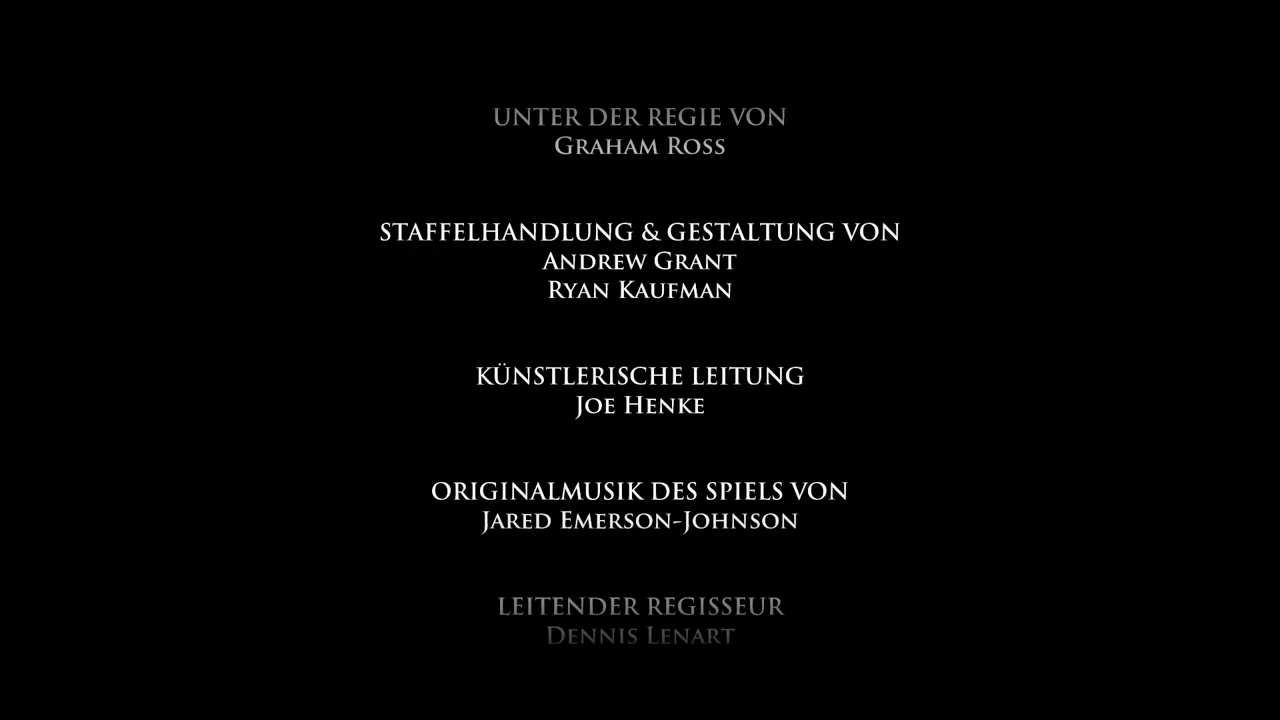 UNTER DER REGIE VON
GRAHAM ROSS
STAFFELHANDLUNG & GESTALTUNG VON
ANDREW GRANT
RYAN KAUFMAN
KÜNSTLERISCHE LEITUNG
JOE HENKE
ORIGINALMUSIK DES SPIELS VON
JARED EMERSON-JOHNSON
LEITENDER REGISSEUR
DENNIS LENART